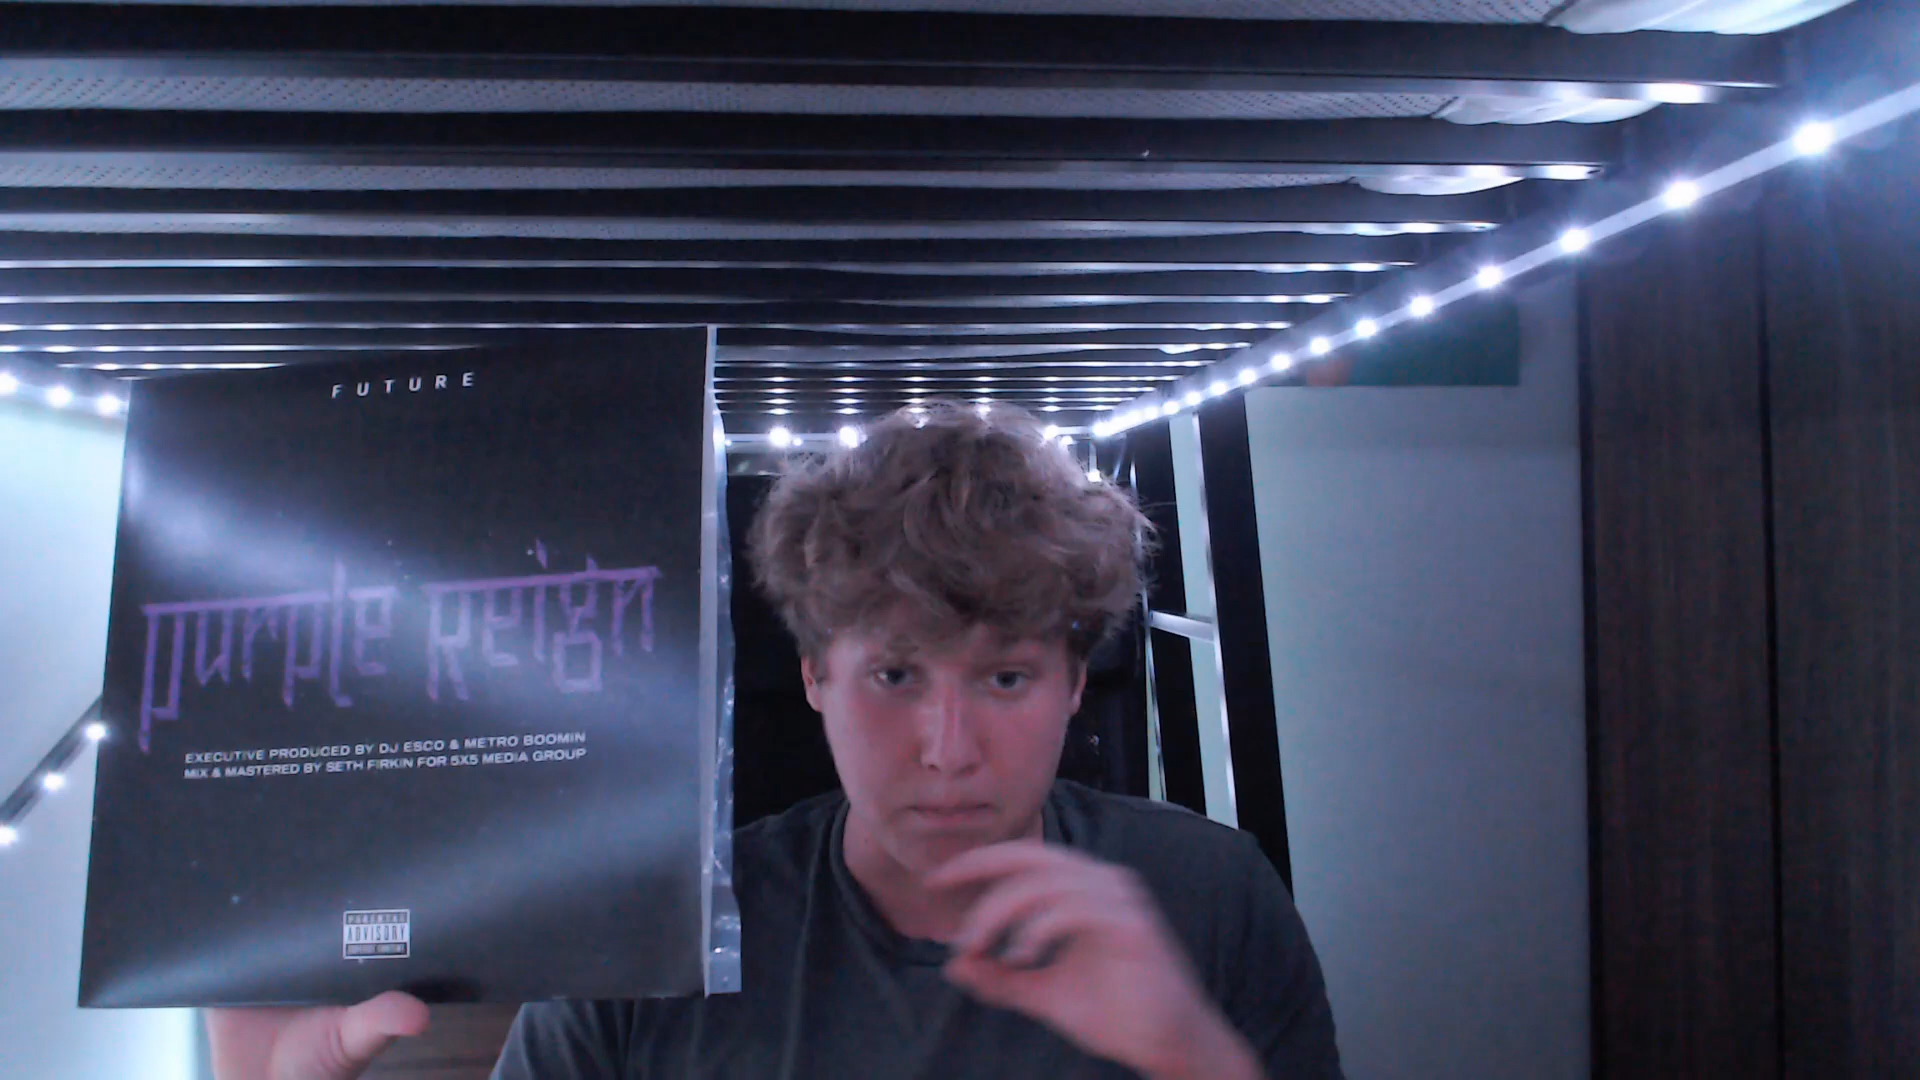 FUTURE
purple Reign
EXECUTIVE PRODUCED BY DJ ESCO & METRO BOOMIN
MIX & MASTERED BY SETH FIRKIN FOR 5X5 MEDIA GROUP
PARENTAL
ADVISORY